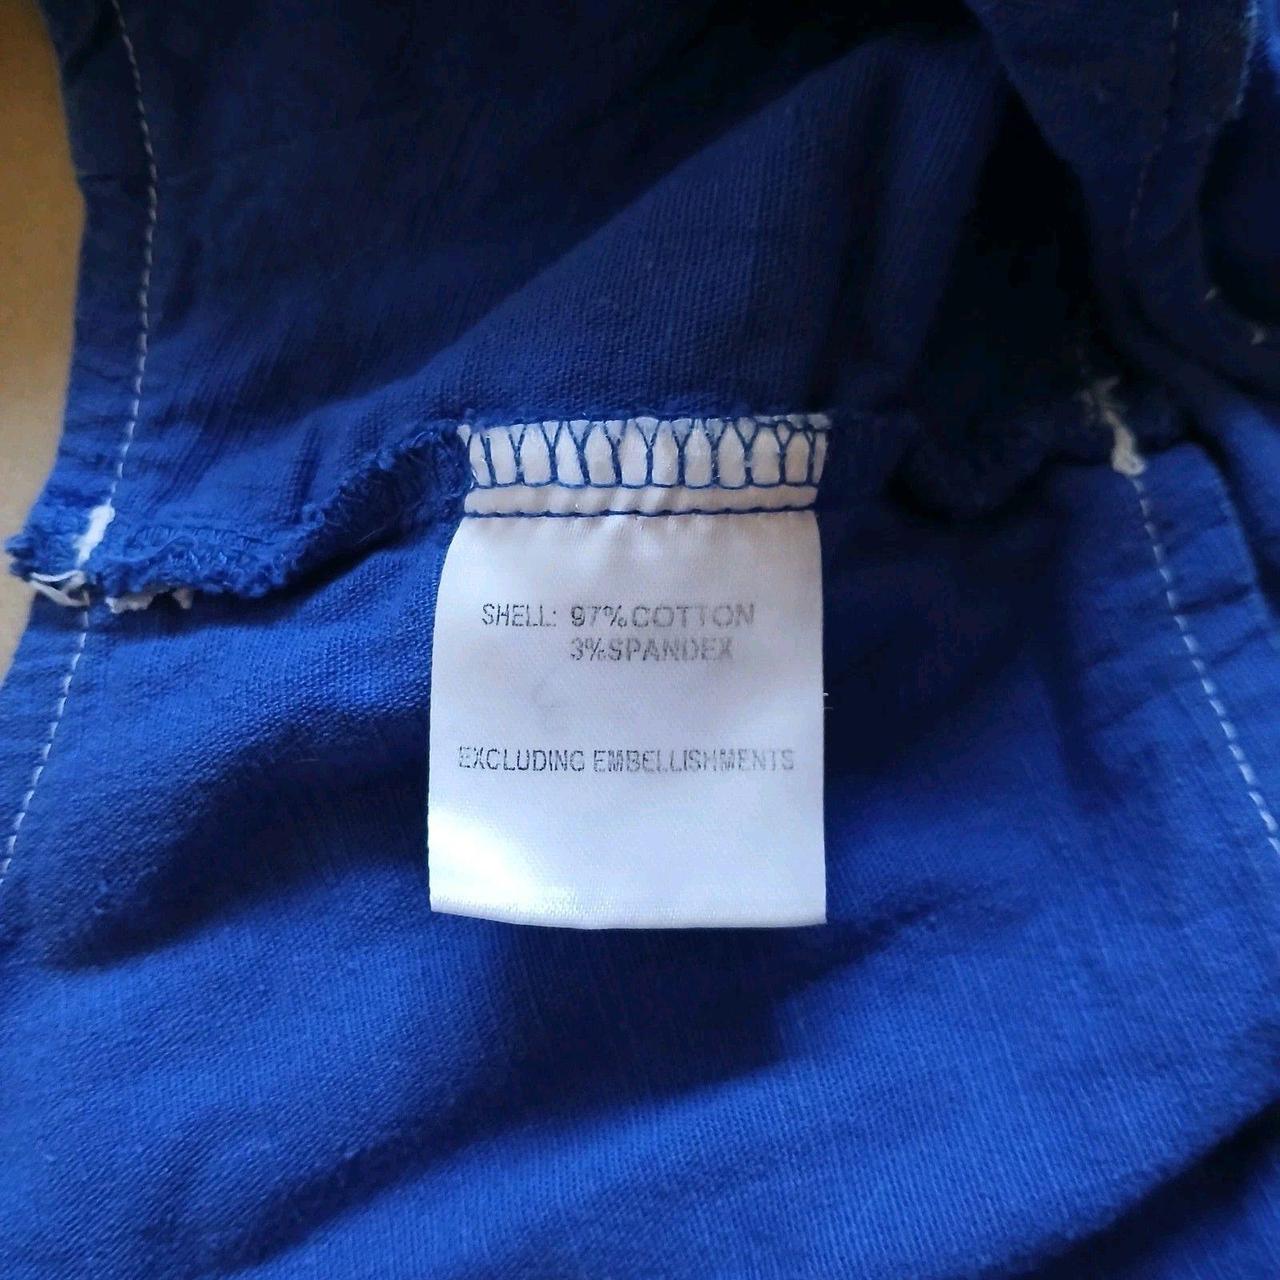 SHELL: 97% COTTON
3% SPANDEX
EXCLUDING EMBELLISHMENTS